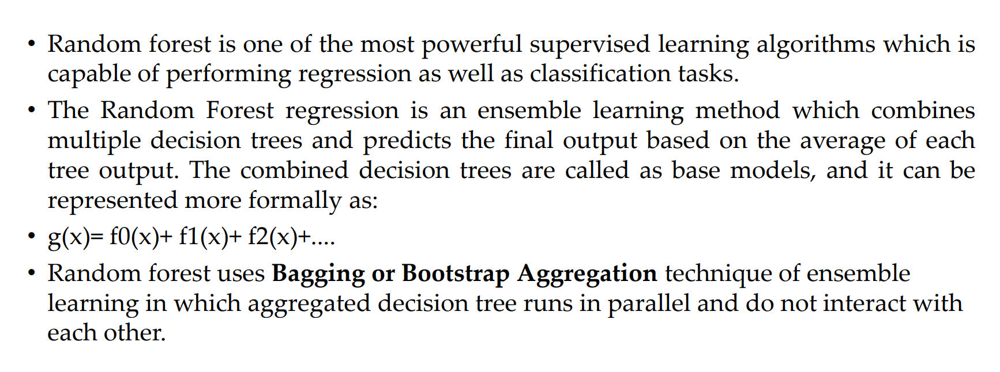 • Random forest is one of the most powerful supervised learning algorithms which is
capable of performing regression as well as classification tasks.
• The Random Forest regression is an ensemble learning method which combines
multiple decision trees and predicts the final output based on the average of each
tree output. The combined decision trees are called as base models, and it can be
represented more formally as:
• g(x)= f0(x)+ f1(x)+ f2(x)+....
• Random forest uses Bagging or Bootstrap Aggregation technique of ensemble
learning in which aggregated decision tree runs in parallel and do not interact with
each other.